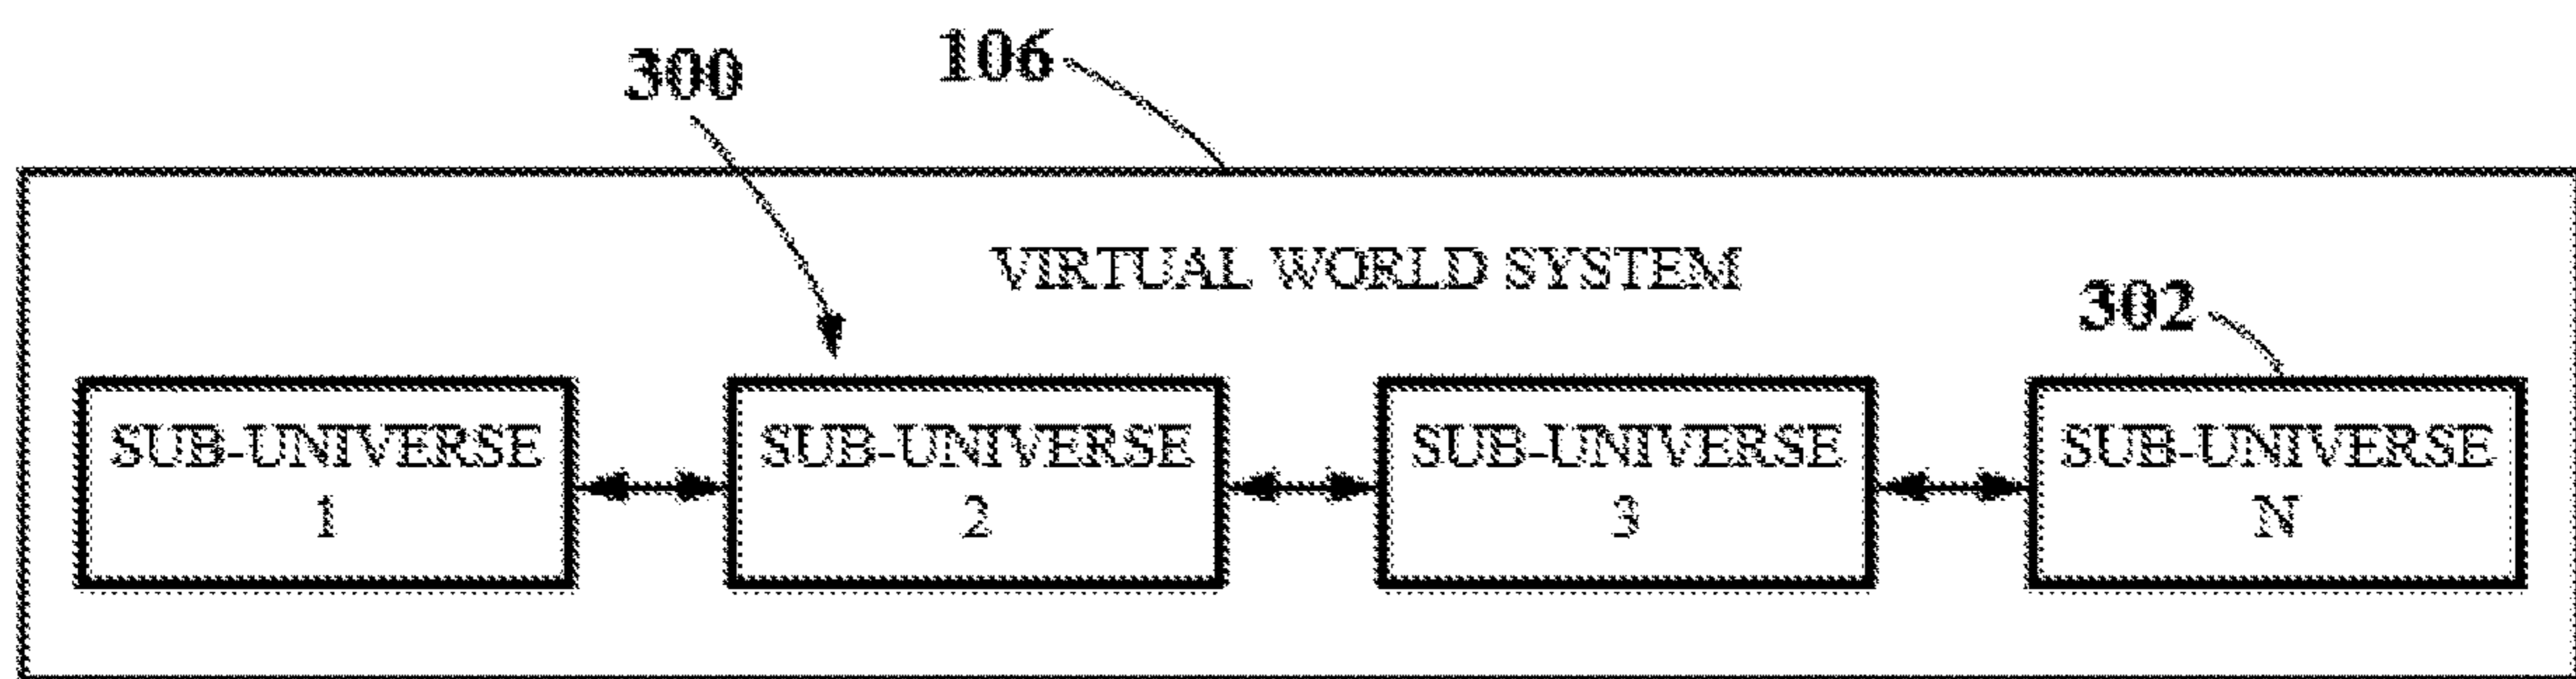 300
106
VIRTUAL WORLD SYSTEM
302
SUB-UNIVERSE
1
SUB-UNIVERSE
2
SUB-UNIVERSE
3
SUB-UNIVERSE
N